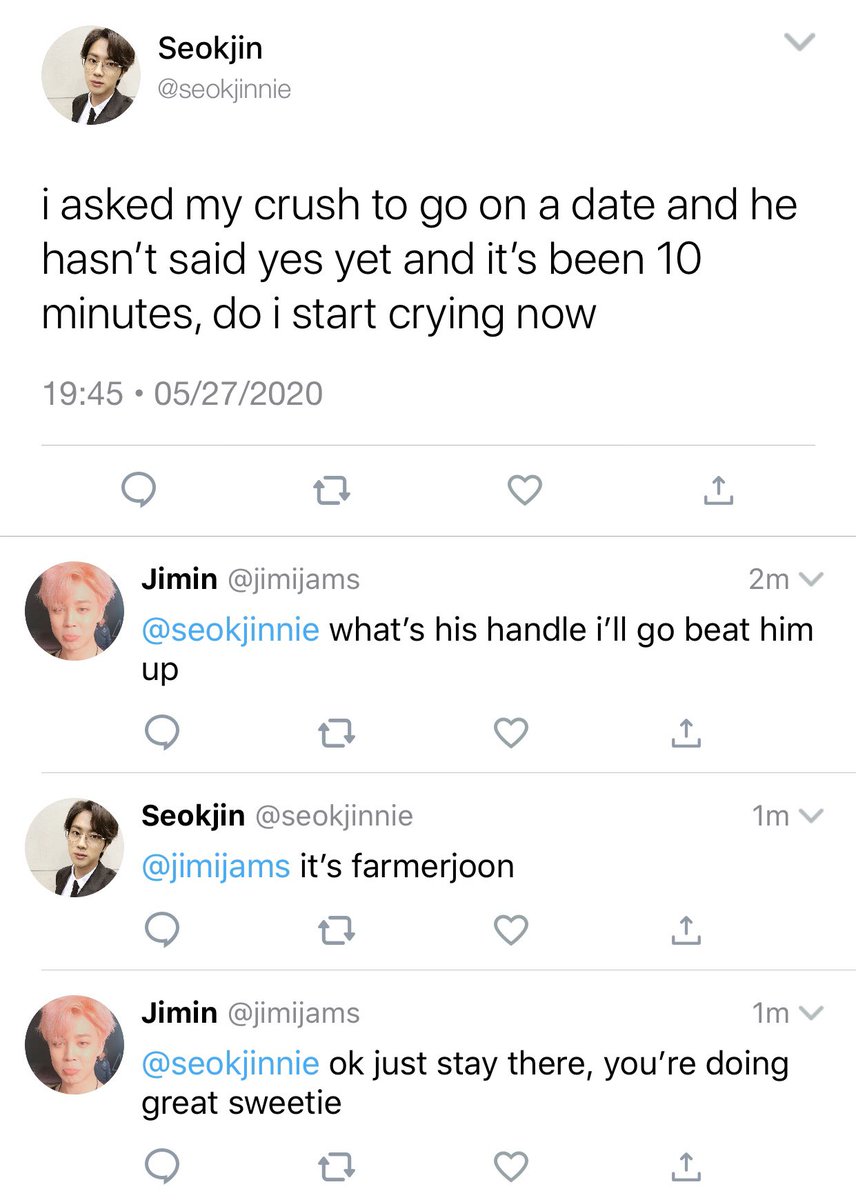 Seokjin
@seokjinnie
i asked my crush to go on a date and he
hasn’t said yes yet and it’s been 10
minutes, do i start crying now
19:45 • 05/27/2020
Jimin @jimijams 2m
@seokjinnie what’s his handle i’ll go beat him
up
Seokjin @seokjinnie 1m
@jimijams it’s farmerjoon
Jimin @jimijams 1m
@seokjinnie ok just stay there, you’re doing
great sweetie